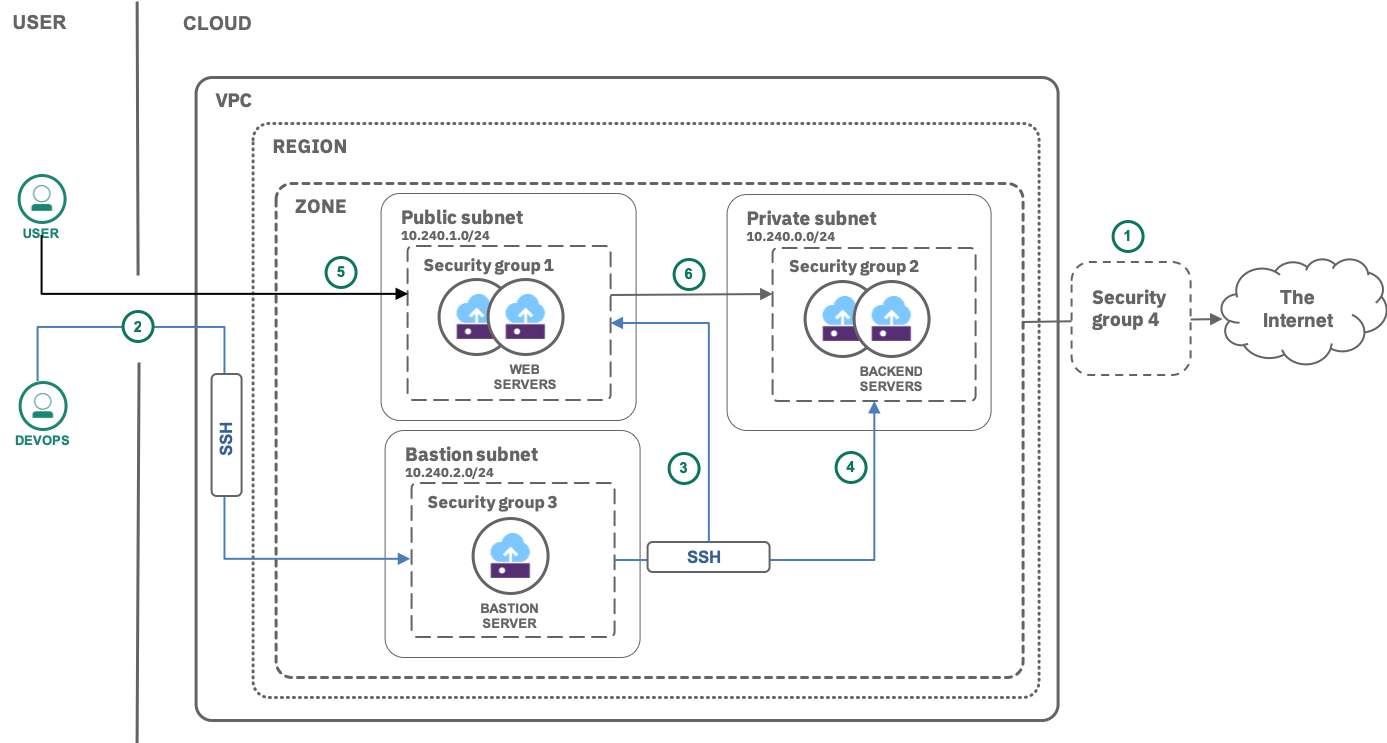 USER
CLOUD
VPC
REGION
ZONE
USER
DEVOPS
2
SSH
5
Public subnet
10.240.1.0/24
Security group 1
WEB
SERVERS
6
Private subnet
10.240.0.0/24
Security group 2
BACKEND
SERVERS
Bastion subnet
10.240.2.0/24
Security group 3
BASTION
SERVER
3
4
SSH
1
Security
group 4
The
Internet